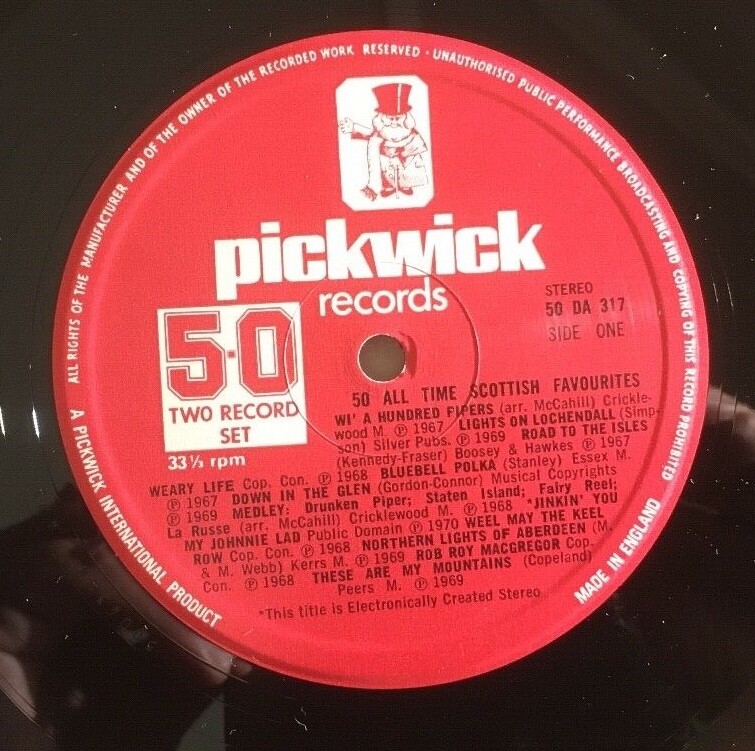 ALL RIGHTS OF THE MANUFACTURER AND OF THE OWNER OF THE RECORDED WORK RESERVED · UNAUTHORISED PUBLIC PERFORMANCE BROADCASTING AND COPYING OF THIS RECORD PROHIBITED
pickwick
records
STEREO
50 DA 317
SIDE ONE
5·0
TWO RECORD
SET
33⅓ rpm
50 ALL TIME SCOTTISH FAVOURITES
WI' A HUNDRED PIPERS (arr. McCahill) Crickle-
wood M. ℗ 1967 LIGHTS ON LOCHENDALL (Simp-
son) Silver Pubs. ℗ 1969 ROAD TO THE ISLES
(Kennedy-Fraser) Boosey & Hawkes ℗ 1967
WEARY LIFE Cop. Con. ℗ 1968 BLUEBELL POLKA (Stanley) Essex M.
℗ 1967 DOWN IN THE GLEN (Gordon-Connor) Musical Copyrights
℗ 1969 MEDLEY: Drunken Piper; Staten Island; Fairy Reel;
La Russe (arr. McCahill) Cricklewood M. ℗ 1968 *JINKIN' YOU
MY JOHNNIE LAD Public Domain ℗ 1970 WEEL MAY THE KEEL
ROW Cop. Con. ℗ 1968 NORTHERN LIGHTS OF ABERDEEN (M.
& M. Webb) Kerrs M. ℗ 1969 ROB ROY MACGREGOR Cop.
Con. ℗ 1968 THESE ARE MY MOUNTAINS (Copeland)
Peers M. ℗ 1969
*This title is Electronically Created Stereo
A PICKWICK INTERNATIONAL PRODUCT
MADE IN ENGLAND